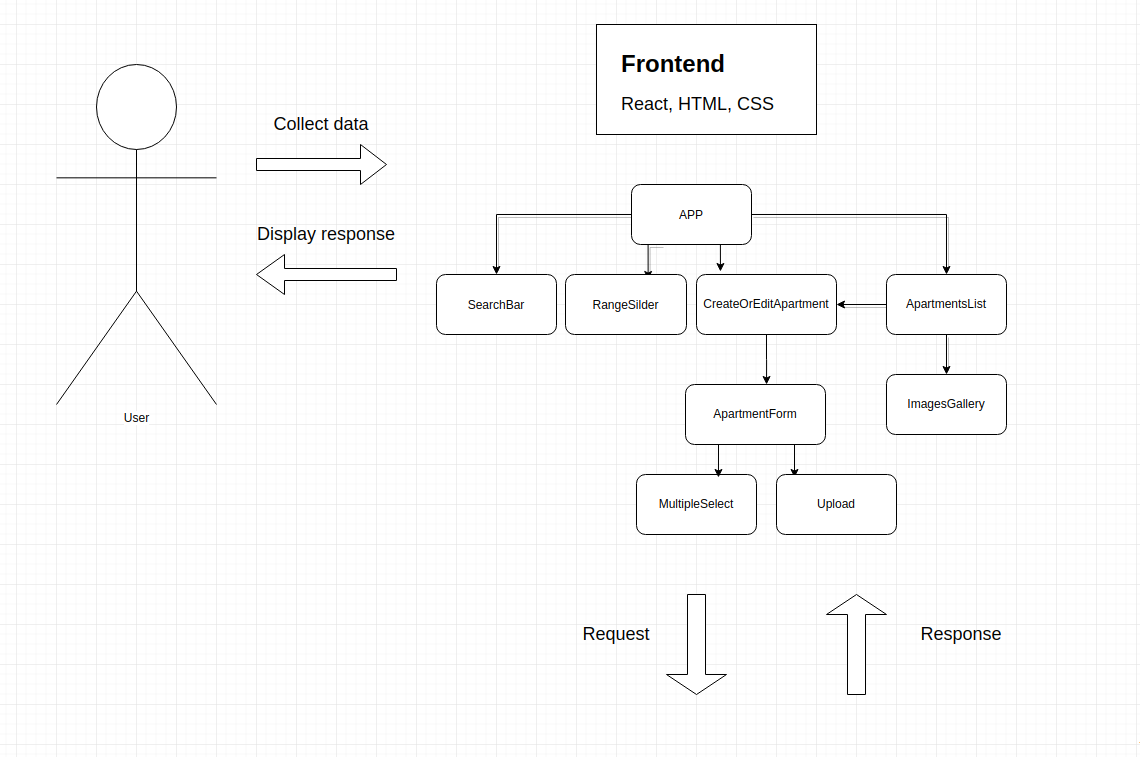 Frontend
React, HTML, CSS
Collect data
Display response
User
APP
SearchBar
RangeSilder
CreateOrEditApartment
ApartmentsList
ApartmentForm
ImagesGallery
MultipleSelect
Upload
Request
Response